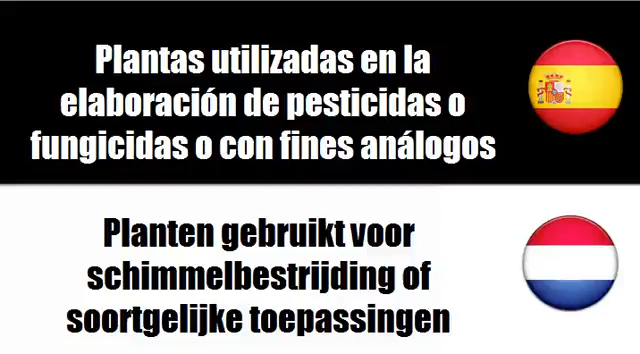 Plantas utilizadas en la
elaboración de pesticidas o
fungicidas o con fines análogos
Planten gebruikt voor
schimmelbestrijding of
soortgelijke toepassingen